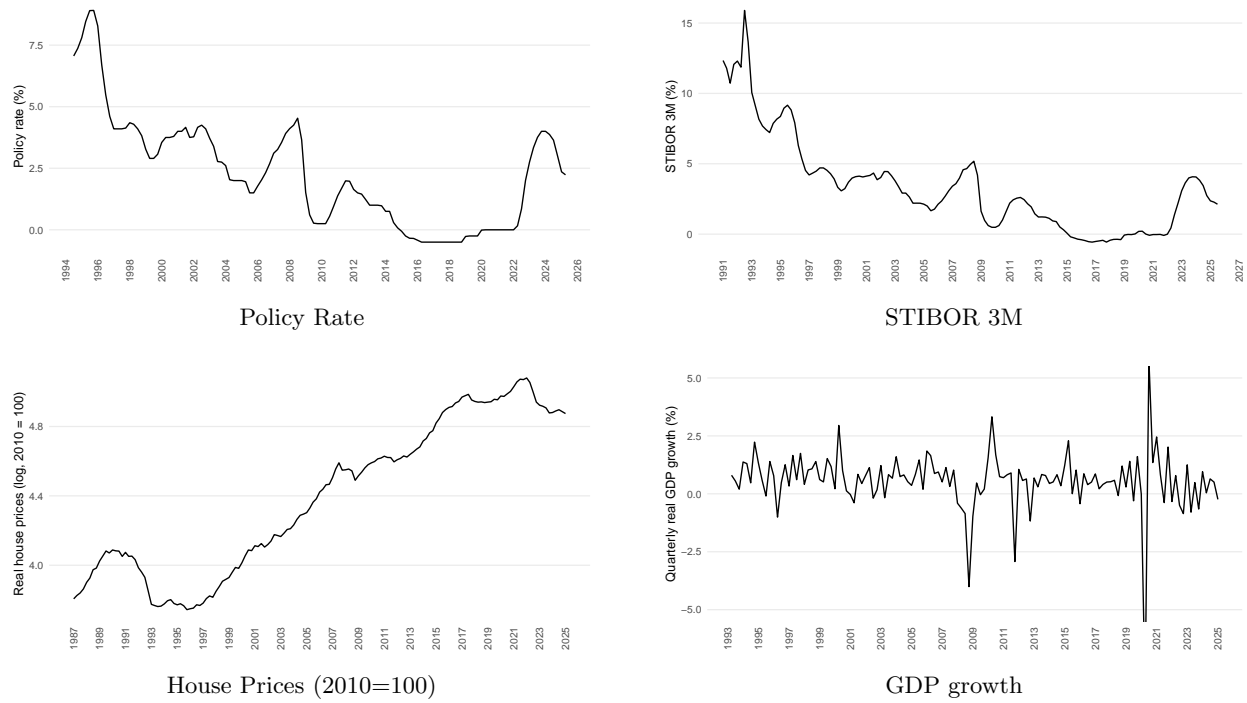 7.5
5.0
2.5
0.0
Policy rate (%)
1994 1996 1998 2000 2002 2004 2006 2008 2010 2012 2014 2016 2018 2020 2022 2024 2026
Policy Rate
15
10
5
0
STIBOR 3M (%)
1991 1993 1995 1997 1999 2001 2003 2005 2007 2009 2011 2013 2015 2017 2019 2021 2023 2025 2027
STIBOR 3M
4.8
4.4
4.0
Real house prices (log, 2010 = 100)
1987 1989 1991 1993 1995 1997 1999 2001 2003 2005 2007 2009 2011 2013 2015 2017 2019 2021 2023 2025
House Prices (2010=100)
5.0
2.5
0.0
−2.5
−5.0
Quarterly real GDP growth (%)
1993 1995 1997 1999 2001 2003 2005 2007 2009 2011 2013 2015 2017 2019 2021 2023 2025
GDP growth